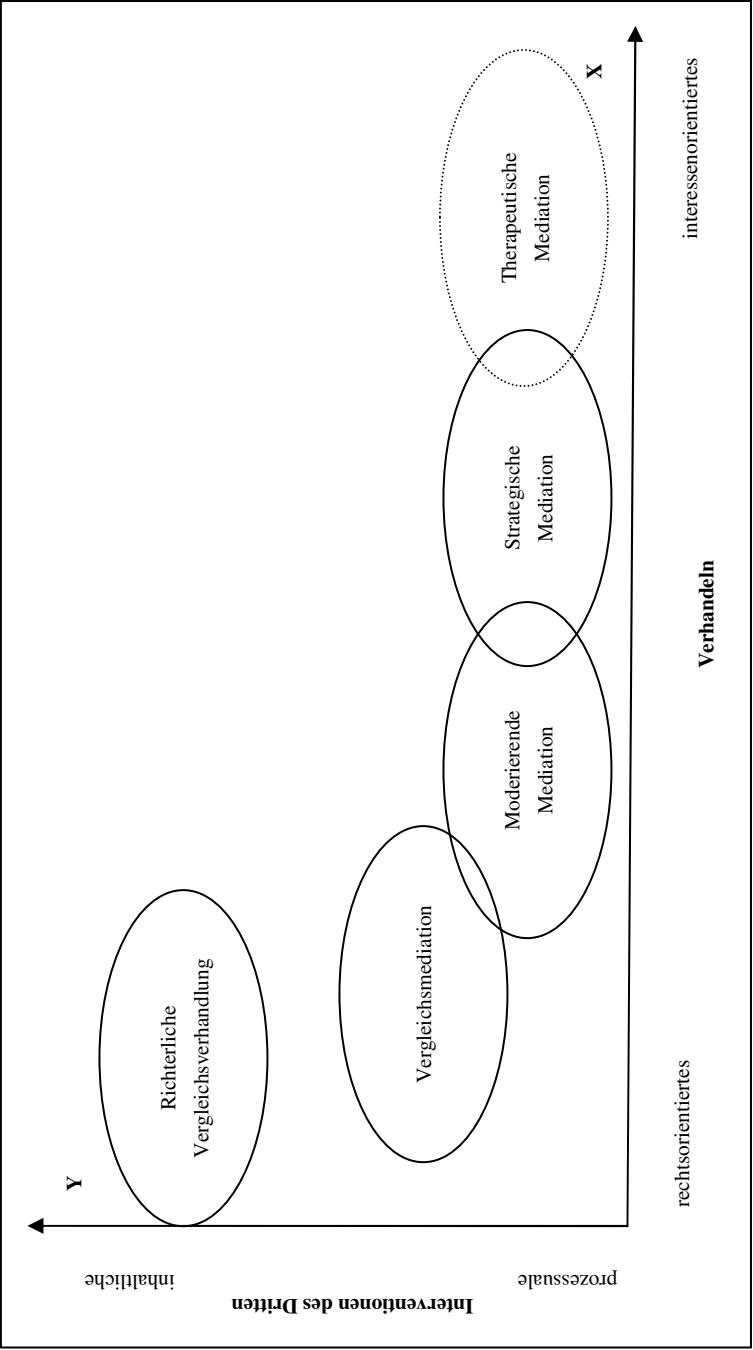 Y
Interventionen des Dritten
inhaltliche
prozessuale
Richterliche
Vergleichsverhandlung
Vergleichsmediation
Moderierende
Mediation
Strategische
Mediation
Therapeutische
Mediation
X
rechtsorientiertes
Verhandeln
interessenorientiertes